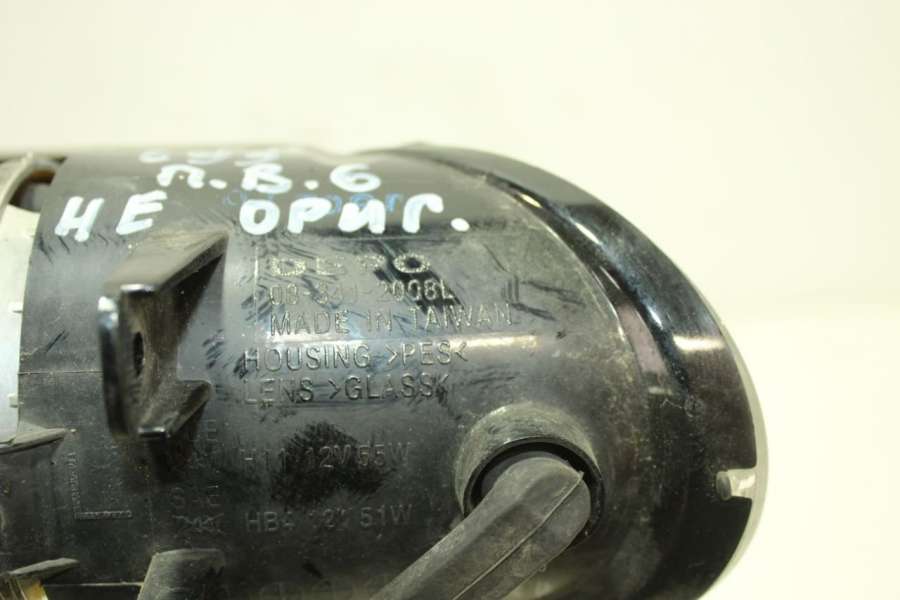 п.В.6
НЕ ОРИГ.
DEPO
MADE IN TAIWAN
HOUSING >PES<
LENS >GLASS<
H11 12V 55W
HB4 12V 51W